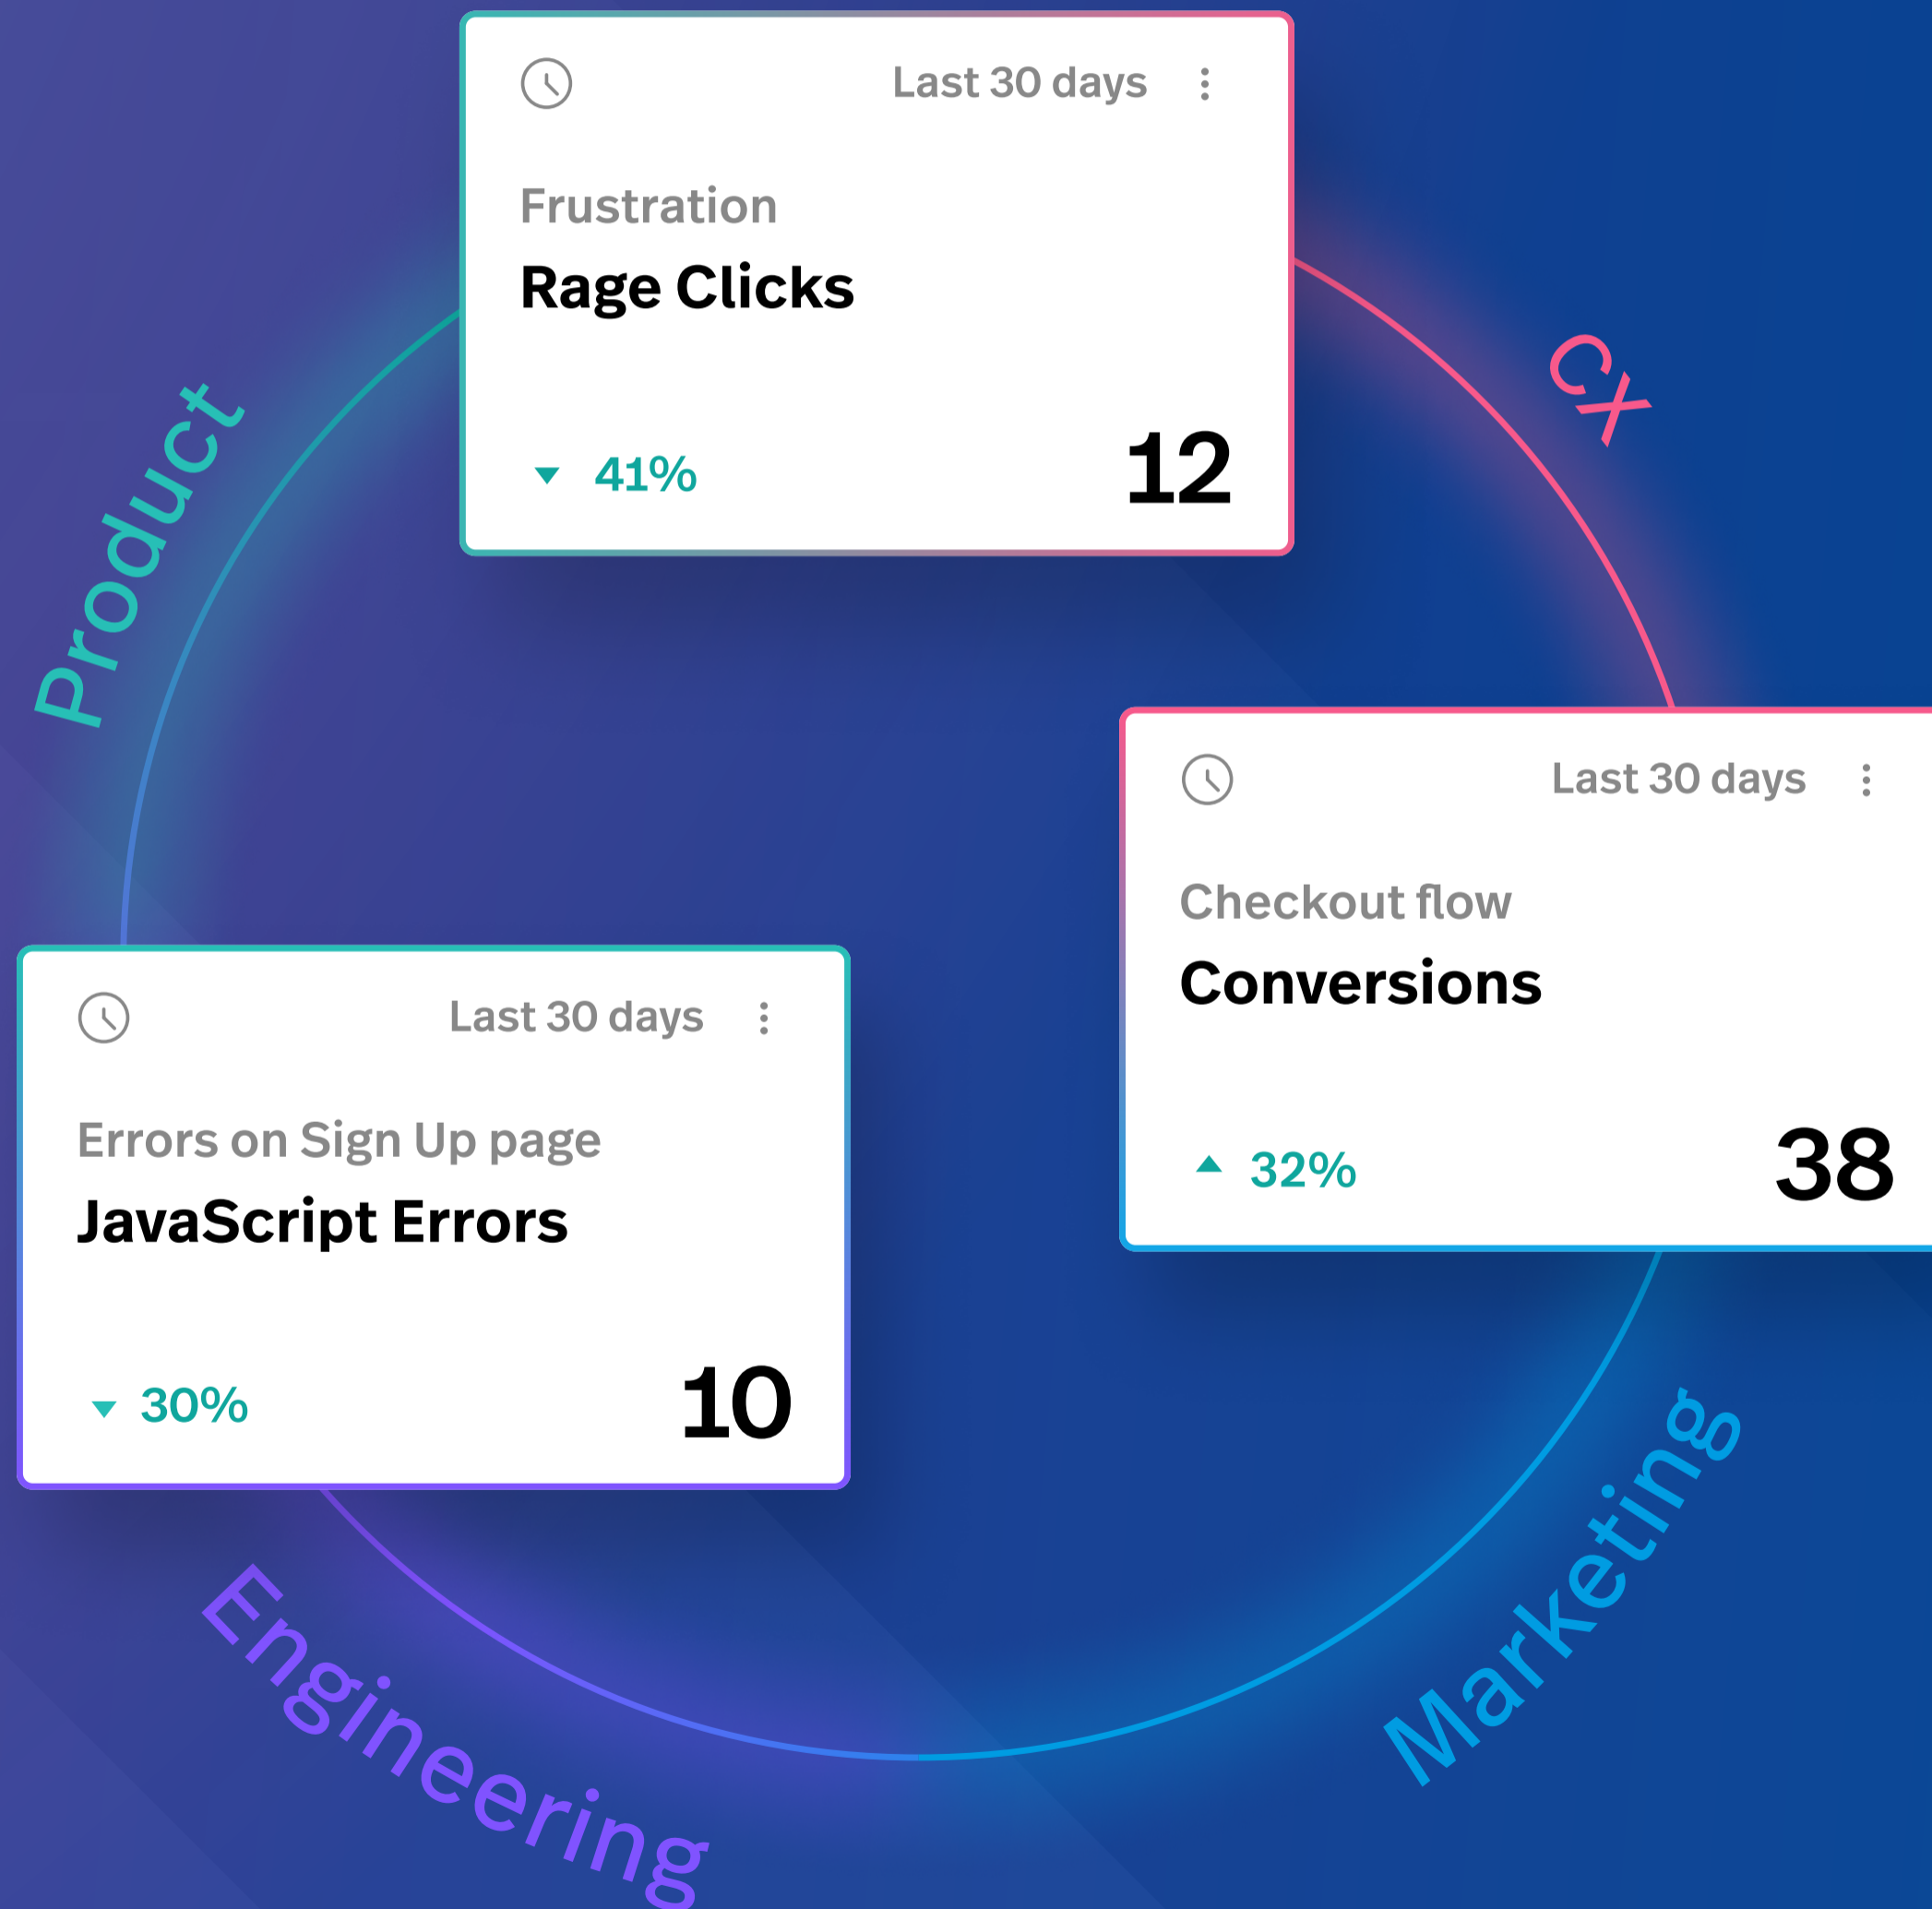 Last 30 days
Frustration
Rage Clicks
41%
12
Product
CX
Last 30 days
Checkout flow
Conversions
32%
38
Last 30 days
Errors on Sign Up page
JavaScript Errors
30%
10
Engineering
Marketing